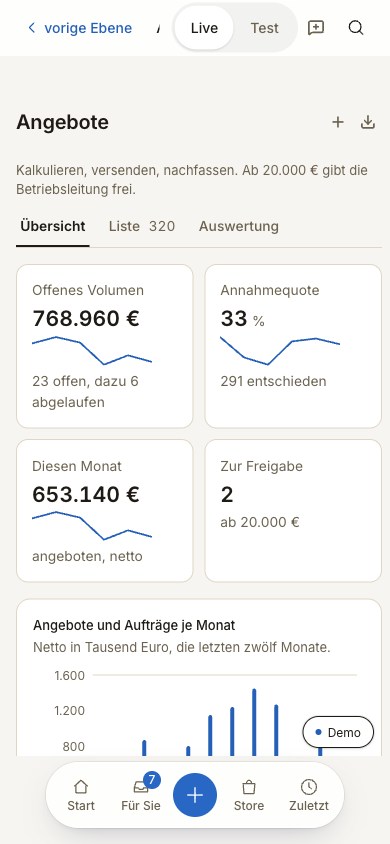 vorige Ebene
Live
Test
Angebote
Kalkulieren, versenden, nachfassen. Ab 20.000 € gibt die
Betriebsleitung frei.
Übersicht
Liste 320
Auswertung
Offenes Volumen
768.960 €
23 offen, dazu 6
abgelaufen
Annahmequote
33 %
291 entschieden
Diesen Monat
653.140 €
angeboten, netto
Zur Freigabe
2
ab 20.000 €
Angebote und Aufträge je Monat
Netto in Tausend Euro, die letzten zwölf Monate.
1.600
1.200
800
Demo
7
Start
Für Sie
Store
Zuletzt